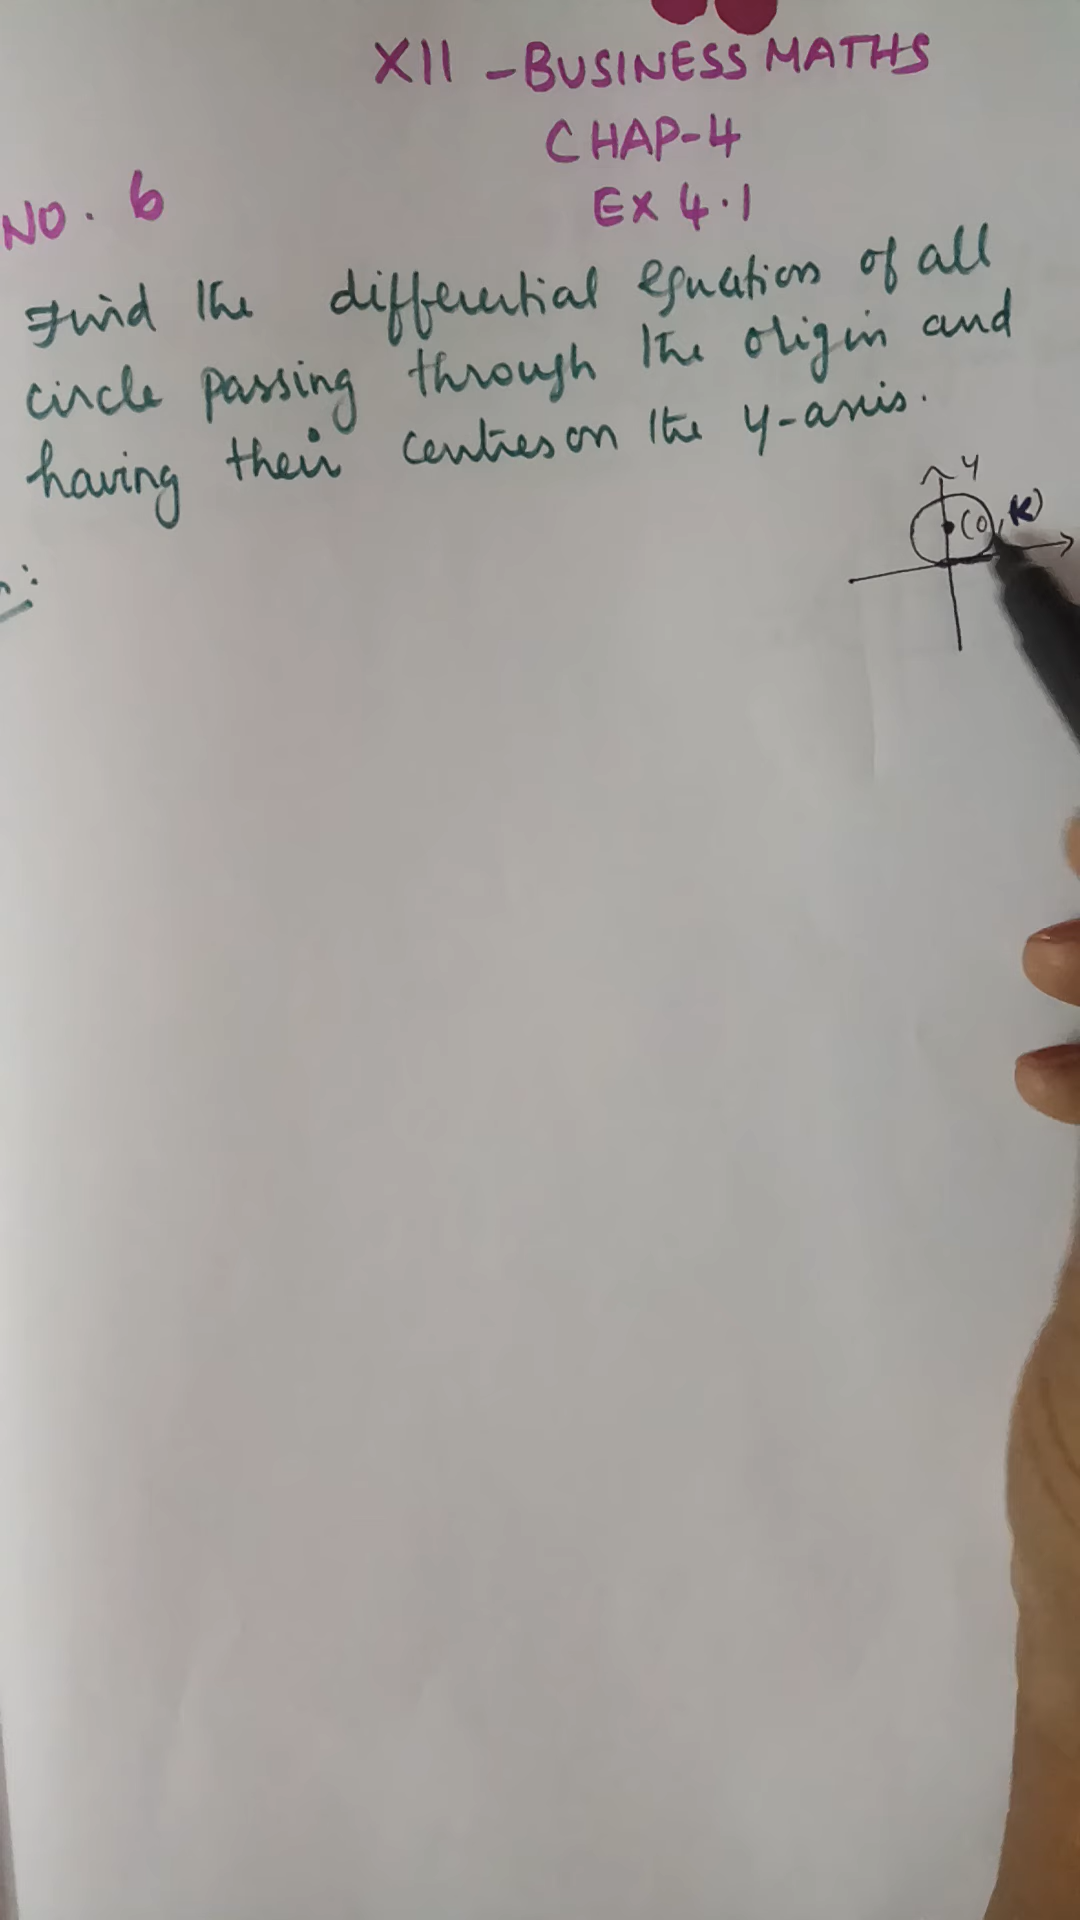 XII - BUSINESS MATHS
CHAP-4
EX 4.1
NO. 6
Find the differential equation of all
circle passing through the origin and
having their centres on the y-axis.
Y
(0, K)